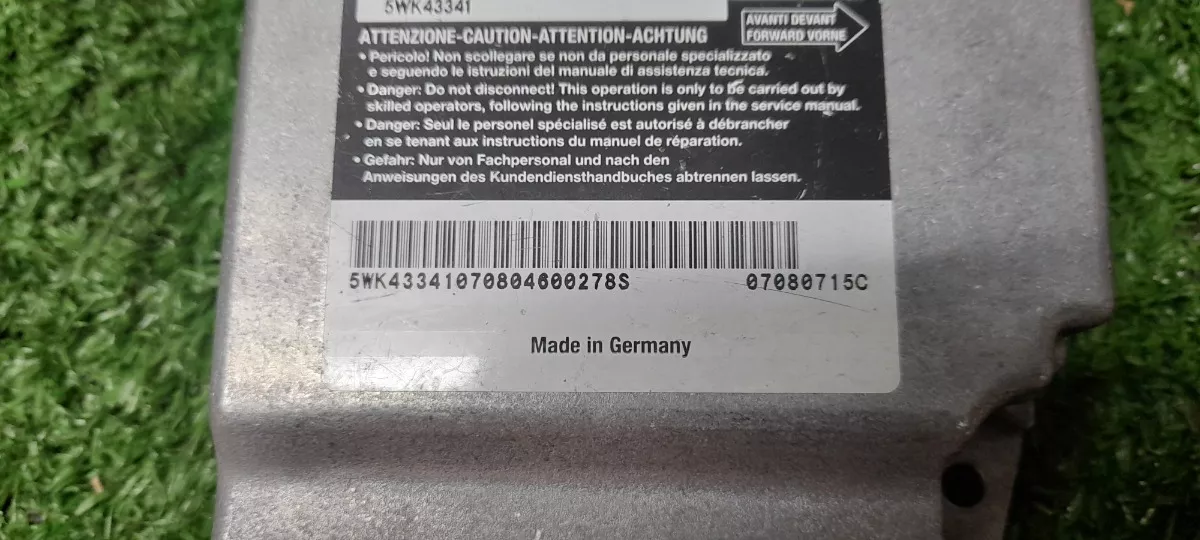 5WK43341
ATTENZIONE-CAUTION-ATTENTION-ACHTUNG
AVANTI DEVANT
FORWARD VORNE
• Pericolo! Non scollegare se non da personale specializzato
e seguendo le istruzioni del manuale di assistenza tecnica.
• Danger: Do not disconnect! This operation is only to be carried out by
skilled operators, following the instructions given in the service manual.
• Danger: Seul le personel spécialisé est autorisé à débrancher
en se tenant aux instructions du manuel de réparation.
• Gefahr: Nur von Fachpersonal und nach den
Anweisungen des Kundendiensthandbuches abtrennen lassen.
5WK43341070804600278S 07080715C
Made in Germany